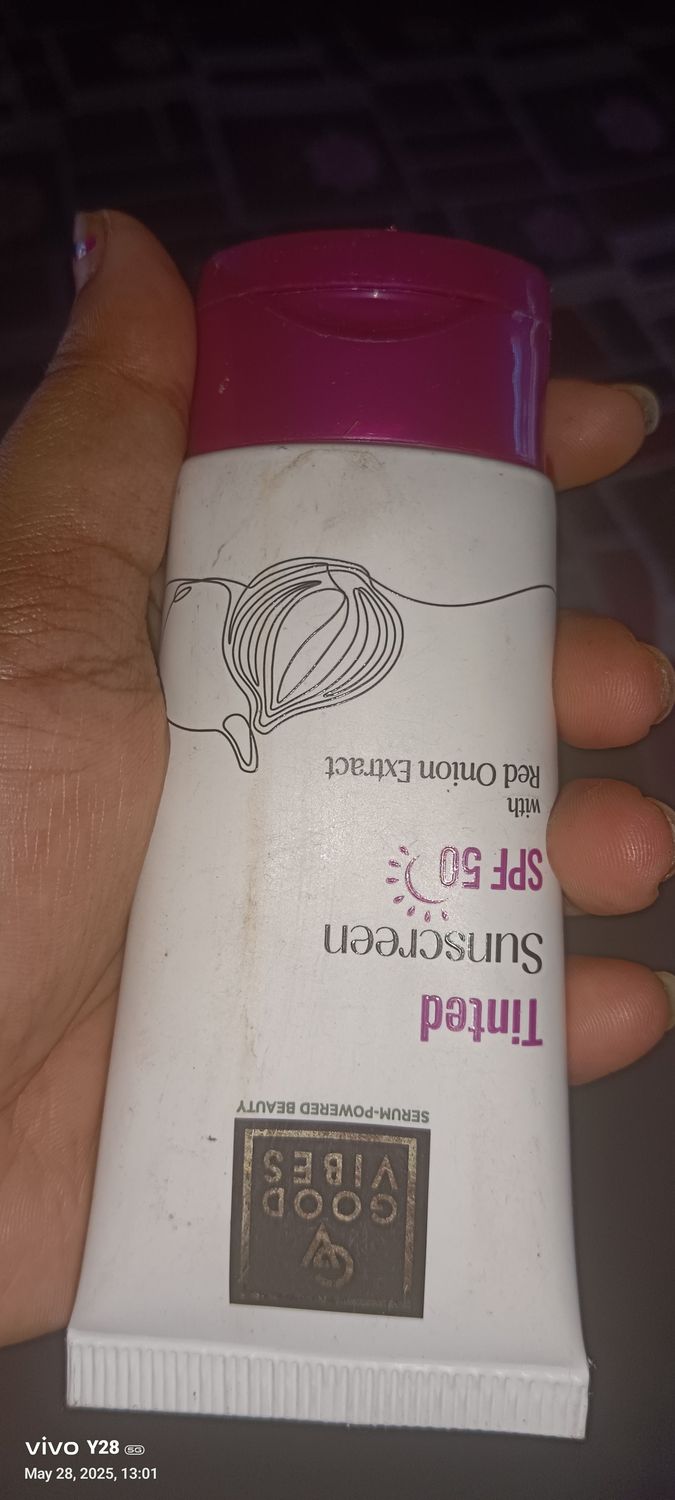 GOOD
VIBES
SERUM-POWERED BEAUTY
Tinted
Sunscreen
SPF 50
with
Red Onion Extract
vivo Y28 5G
May 28, 2025, 13:01